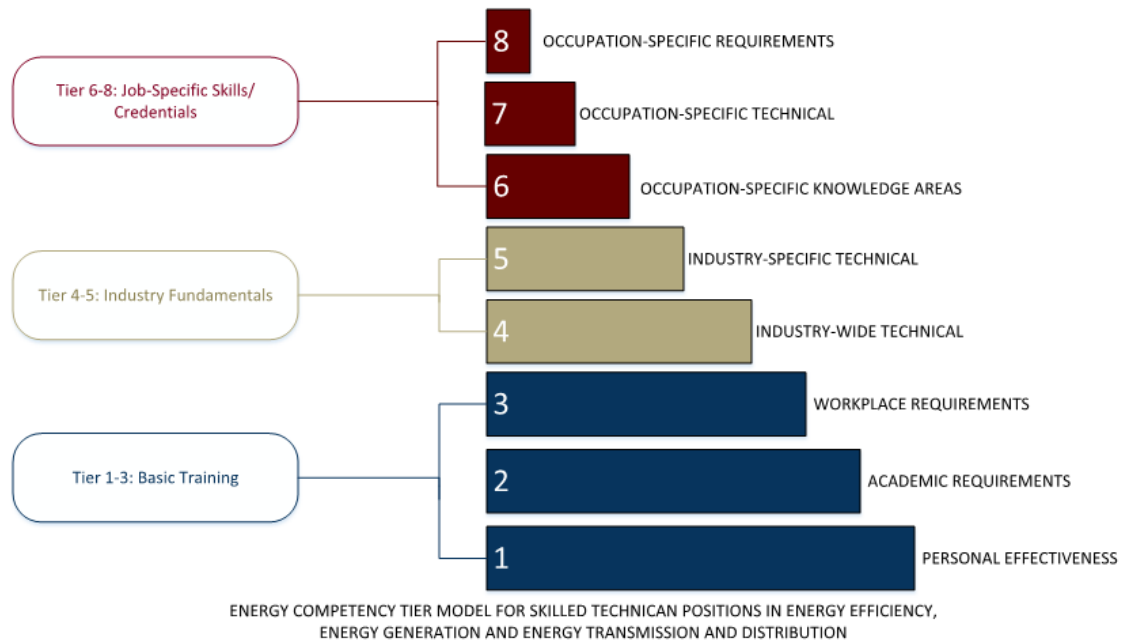 8 OCCUPATION-SPECIFIC REQUIREMENTS
Tier 6-8: Job-Specific Skills/
Credentials
7 OCCUPATION-SPECIFIC TECHNICAL
6 OCCUPATION-SPECIFIC KNOWLEDGE AREAS
5 INDUSTRY-SPECIFIC TECHNICAL
Tier 4-5: Industry Fundamentals
4 INDUSTRY-WIDE TECHNICAL
3 WORKPLACE REQUIREMENTS
Tier 1-3: Basic Training
2 ACADEMIC REQUIREMENTS
1 PERSONAL EFFECTIVENESS
ENERGY COMPETENCY TIER MODEL FOR SKILLED TECHNICAN POSITIONS IN ENERGY EFFICIENCY,
ENERGY GENERATION AND ENERGY TRANSMISSION AND DISTRIBUTION